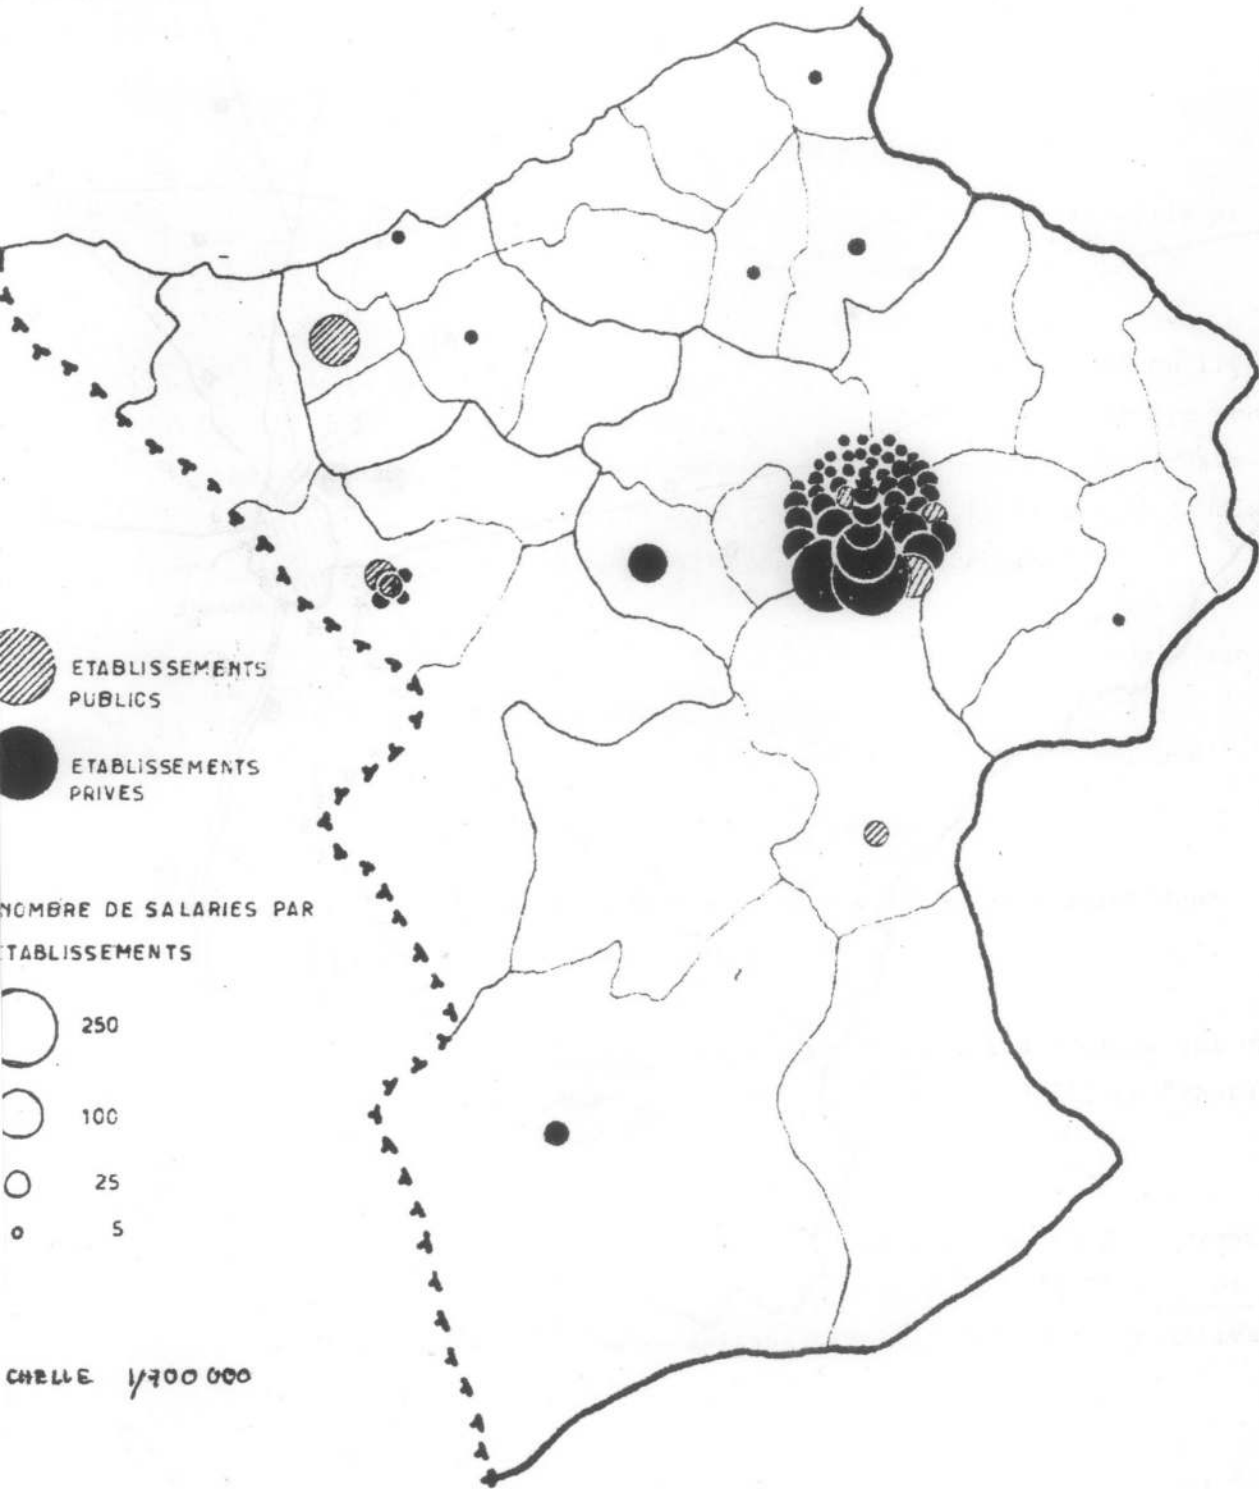 ETABLISSEMENTS
PUBLICS
ETABLISSEMENTS
PRIVES
NOMBRE DE SALARIES PAR
TABLISSEMENTS
250
100
25
5
CHELLE 1/700 000